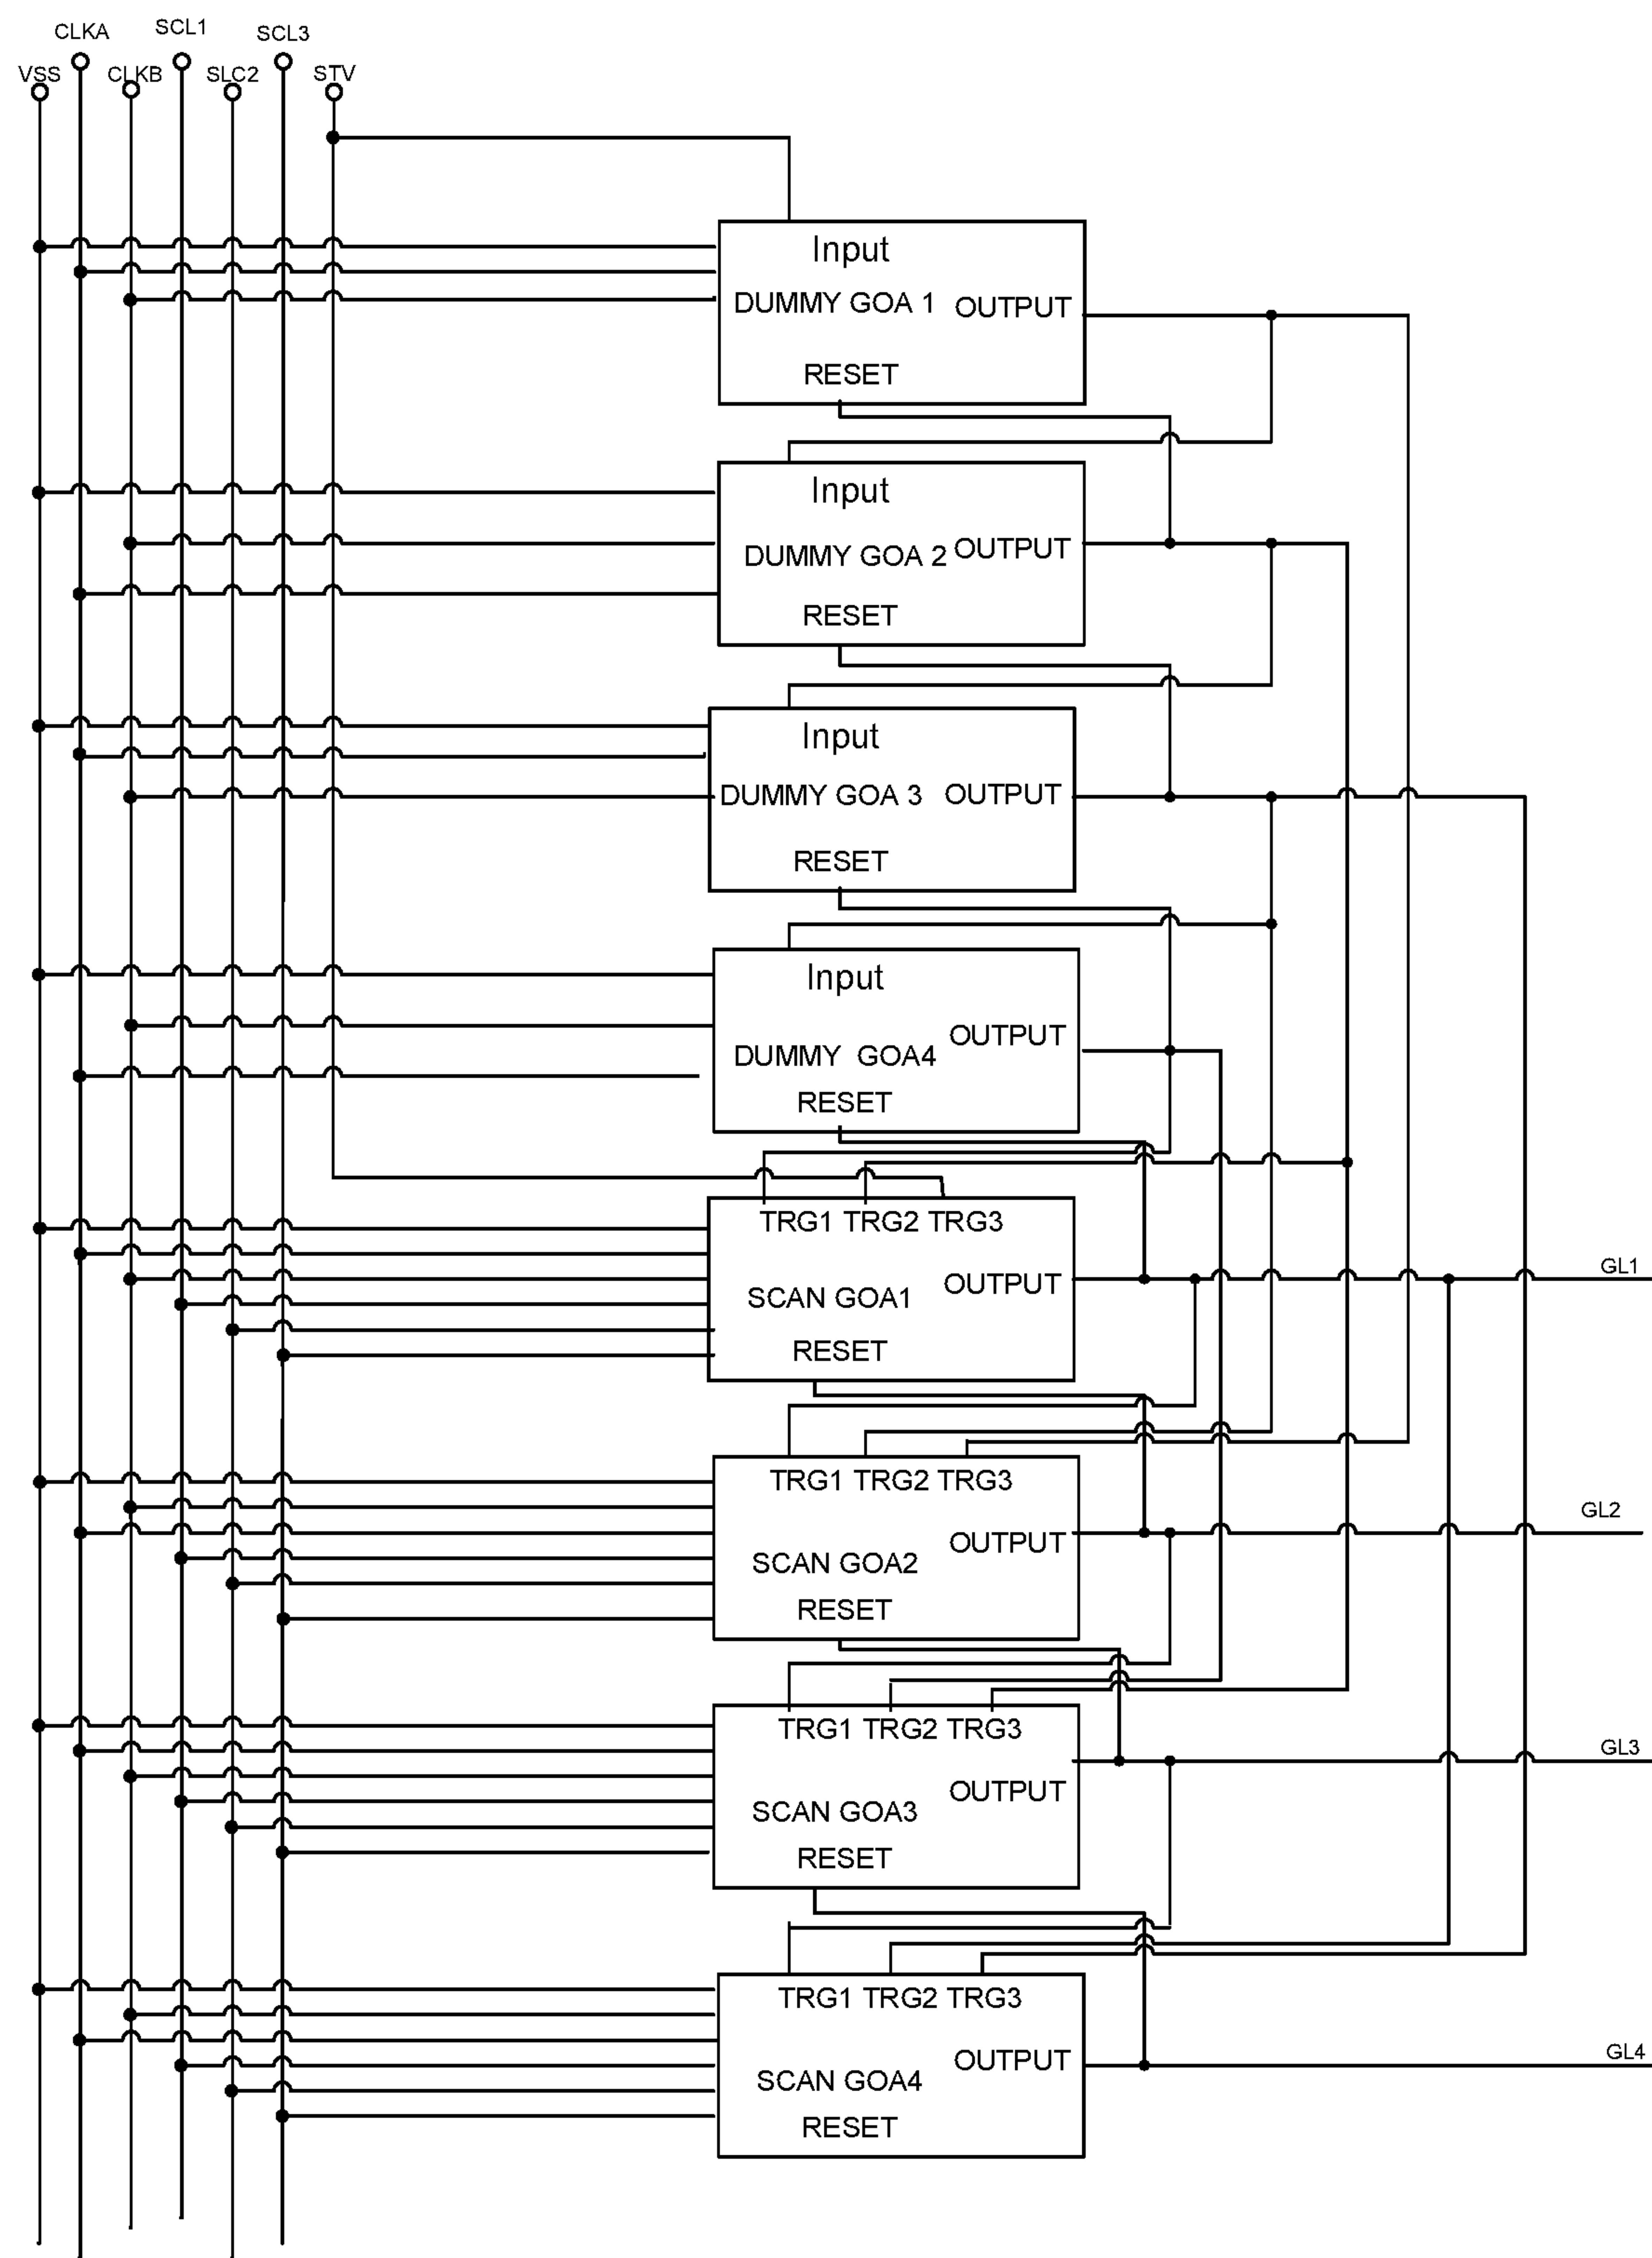 CLKA SCL1 SCL3
VSS CLKB SLC2 STV
Input
DUMMY GOA 1 OUTPUT
RESET
Input
DUMMY GOA 2 OUTPUT
RESET
Input
DUMMY GOA 3 OUTPUT
RESET
Input
OUTPUT
DUMMY GOA4
RESET
TRG1 TRG2 TRG3
GL1
OUTPUT
SCAN GOA1
RESET
TRG1 TRG2 TRG3
GL2
OUTPUT
SCAN GOA2
RESET
TRG1 TRG2 TRG3
GL3
OUTPUT
SCAN GOA3
RESET
TRG1 TRG2 TRG3
GL4
OUTPUT
SCAN GOA4
RESET